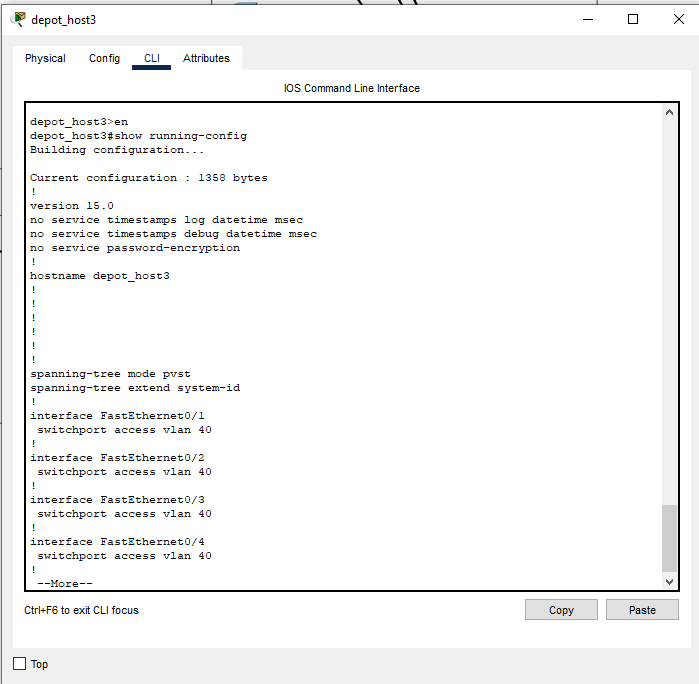 depot_host3
Physical Config CLI Attributes
IOS Command Line Interface
depot_host3>en
depot_host3#show running-config
Building configuration...
Current configuration : 1358 bytes
!
version 15.0
no service timestamps log datetime msec
no service timestamps debug datetime msec
no service password-encryption
!
hostname depot_host3
!
!
!
!
!
!
spanning-tree mode pvst
spanning-tree extend system-id
!
interface FastEthernet0/1
switchport access vlan 40
!
interface FastEthernet0/2
switchport access vlan 40
!
interface FastEthernet0/3
switchport access vlan 40
!
interface FastEthernet0/4
switchport access vlan 40
!
--More--
Ctrl+F6 to exit CLI focus
Copy Paste
Top